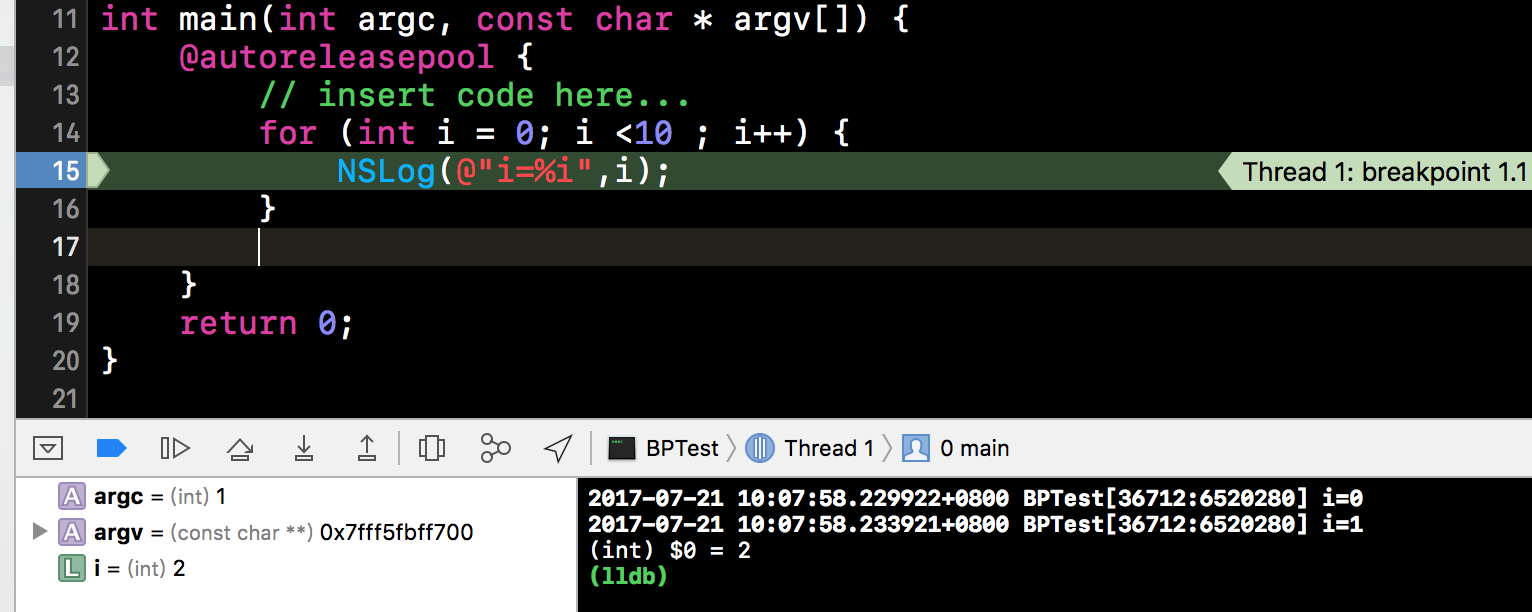 11 int main(int argc, const char * argv[]) {
12 @autoreleasepool {
13 // insert code here...
14 for (int i = 0; i <10 ; i++) {
15 NSLog(@"i=%i",i); Thread 1: breakpoint 1.1
16 }
17
18 }
19 return 0;
20 }
21
BPTest Thread 1 0 main
A argc = (int) 1
A argv = (const char **) 0x7fff5fbff700
L i = (int) 2
2017-07-21 10:07:58.229922+0800 BPTest[36712:6520280] i=0
2017-07-21 10:07:58.233921+0800 BPTest[36712:6520280] i=1
(int) $0 = 2
(lldb)